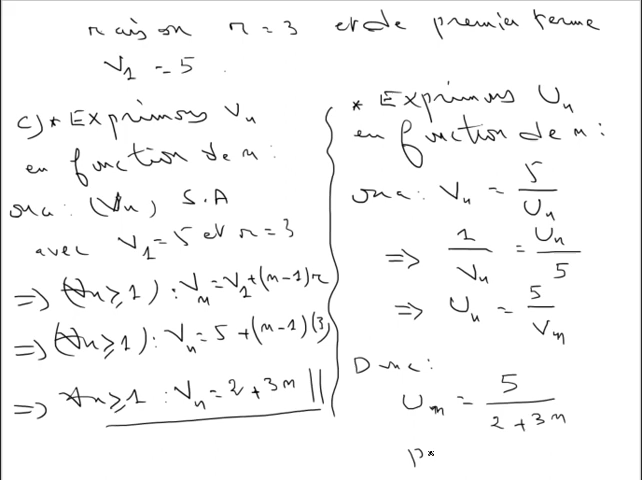 raison r = 3 et de premier terme
V₁ = 5.
c) * Exprimons Vₙ
en fonction de n :
on a : (Vₙ) S.A
avec V₁ = 5 et r = 3
=> (∀n ≥ 1) : Vₙ = V₁ + (n-1)r
=> (∀n ≥ 1) : Vₙ = 5 + (n-1)(3)
=> ∀n ≥ 1 : Vₙ = 2 + 3n ||
* Exprimons Uₙ
en fonction de n :
on a : Vₙ = 5/Uₙ
=> 1/Vₙ = Uₙ/5
=> Uₙ = 5/Vₙ
Donc :
Uₙ = 5/(2 + 3n)